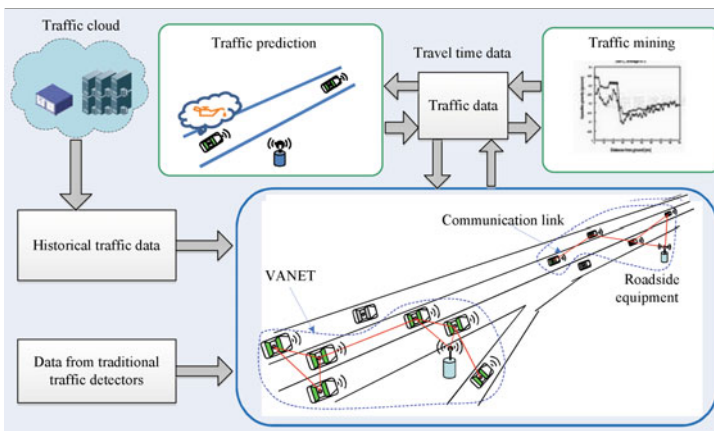 Traffic cloud
Traffic prediction
Travel time data
Traffic mining
Traffic data
Historical traffic data
Communication link
VANET
Roadside
equipment
Data from traditional
traffic detectors